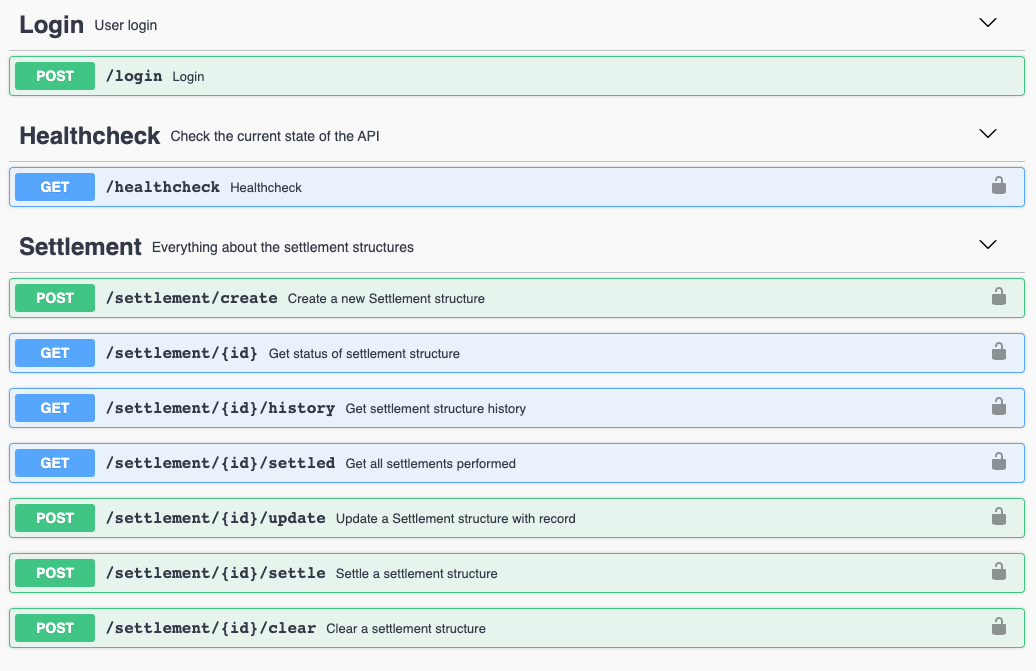 Login User login
POST /login Login
Healthcheck Check the current state of the API
GET /healthcheck Healthcheck
Settlement Everything about the settlement structures
POST /settlement/create Create a new Settlement structure
GET /settlement/{id} Get status of settlement structure
GET /settlement/{id}/history Get settlement structure history
GET /settlement/{id}/settled Get all settlements performed
POST /settlement/{id}/update Update a Settlement structure with record
POST /settlement/{id}/settle Settle a settlement structure
POST /settlement/{id}/clear Clear a settlement structure